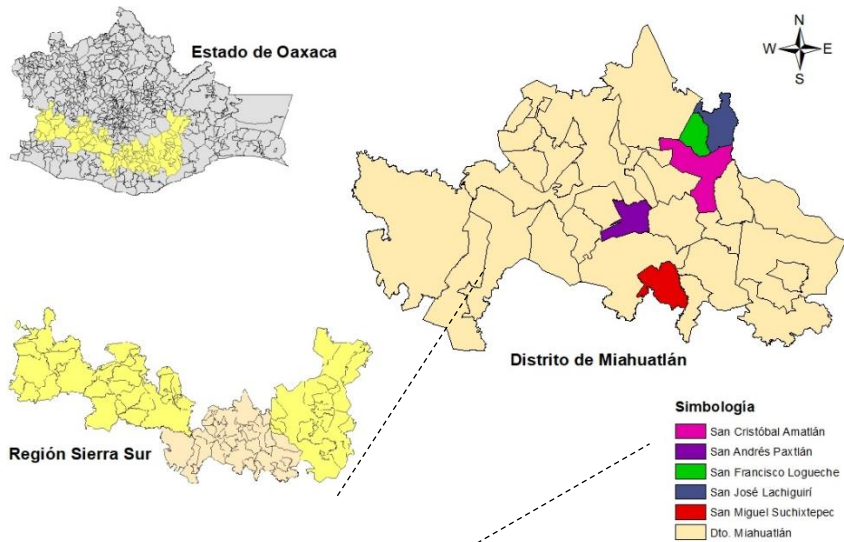 Estado de Oaxaca
N
W E
S
Distrito de Miahuatlán
Región Sierra Sur
Simbología
San Cristóbal Amatlán
San Andrés Paxtlán
San Francisco Logueche
San José Lachiguirí
San Miguel Suchixtepec
Dto. Miahuatlán